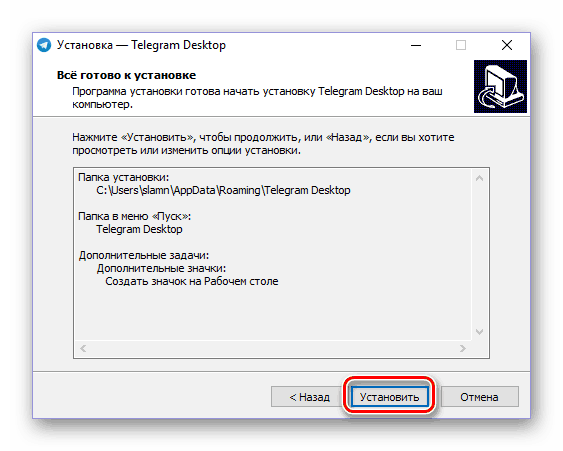 Установка — Telegram Desktop
Всё готово к установке
Программа установки готова начать установку Telegram Desktop на ваш
компьютер.
Нажмите «Установить», чтобы продолжить, или «Назад», если вы хотите
просмотреть или изменить опции установки.
Папка установки:
C:\Users\slamn\AppData\Roaming\Telegram Desktop
Папка в меню «Пуск»:
Telegram Desktop
Дополнительные задачи:
Дополнительные значки:
Создать значок на Рабочем столе
< Назад
Установить
Отмена